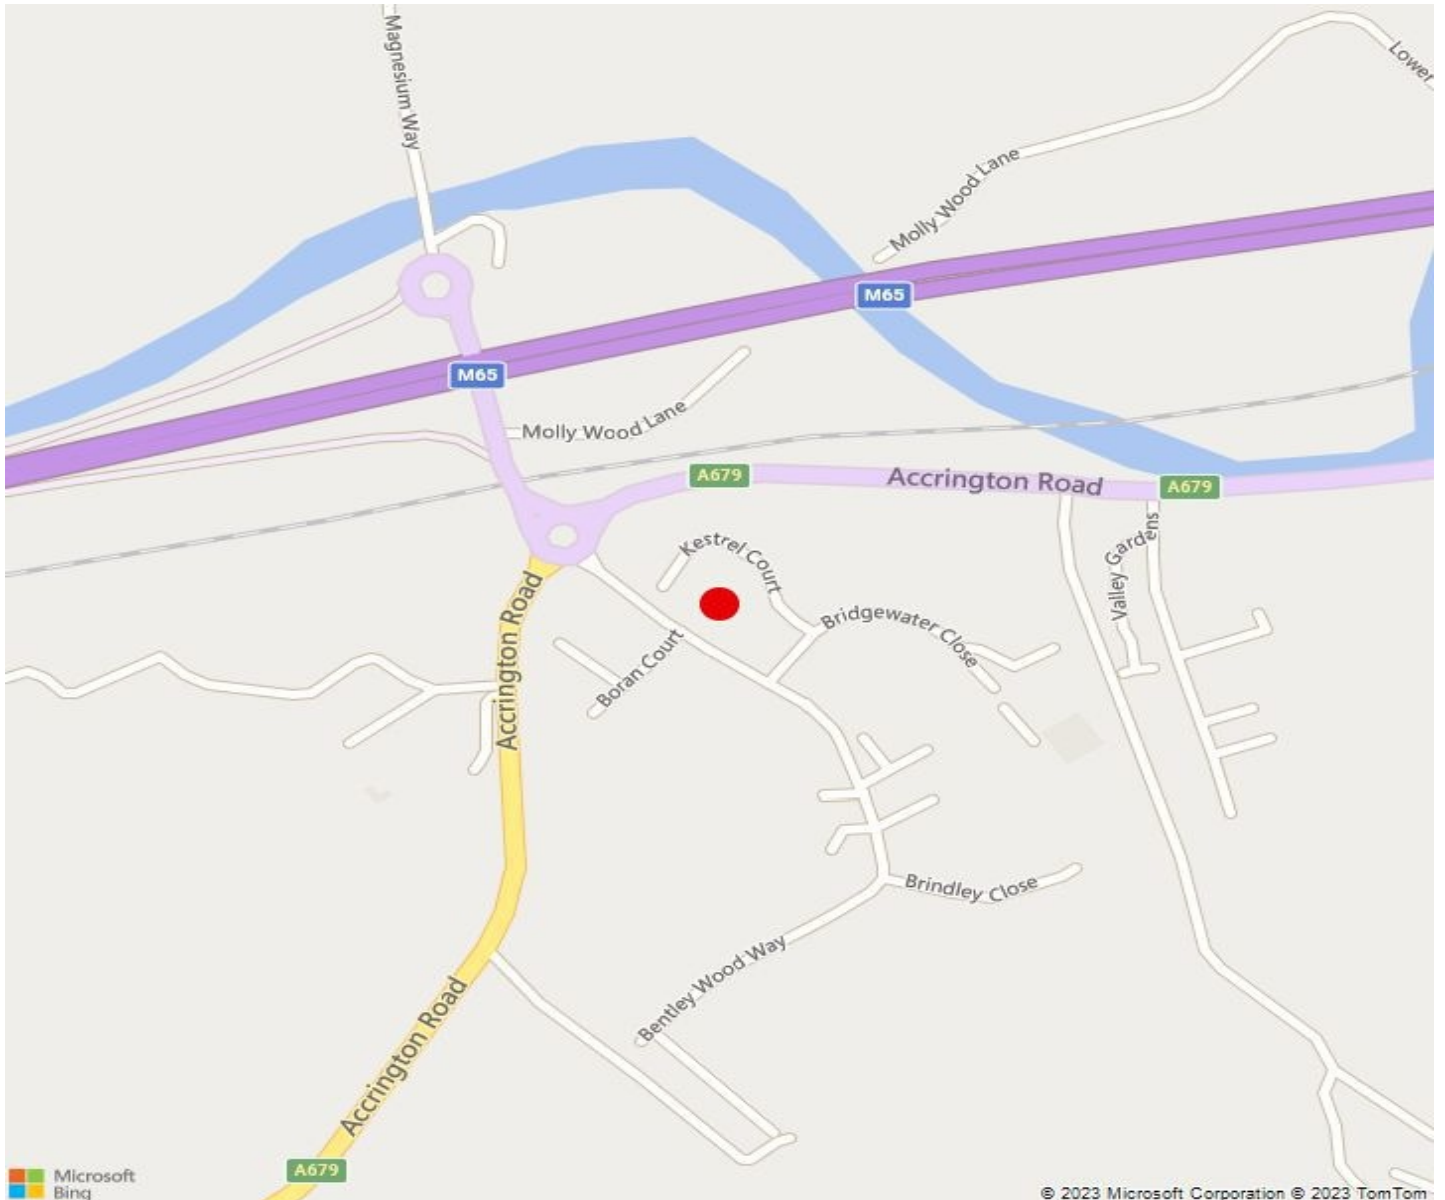 Magnesium Way
Lower
Molly Wood Lane
M65
M65
Molly Wood Lane
A679
Accrington Road
A679
Kestrel Court
Valley Gardens
Accrington Road
Bridgewater Close
Boran Court
Brindley Close
Bentley Wood Way
Accrington Road
A679
Microsoft
Bing
© 2023 Microsoft Corporation © 2023 TomTom